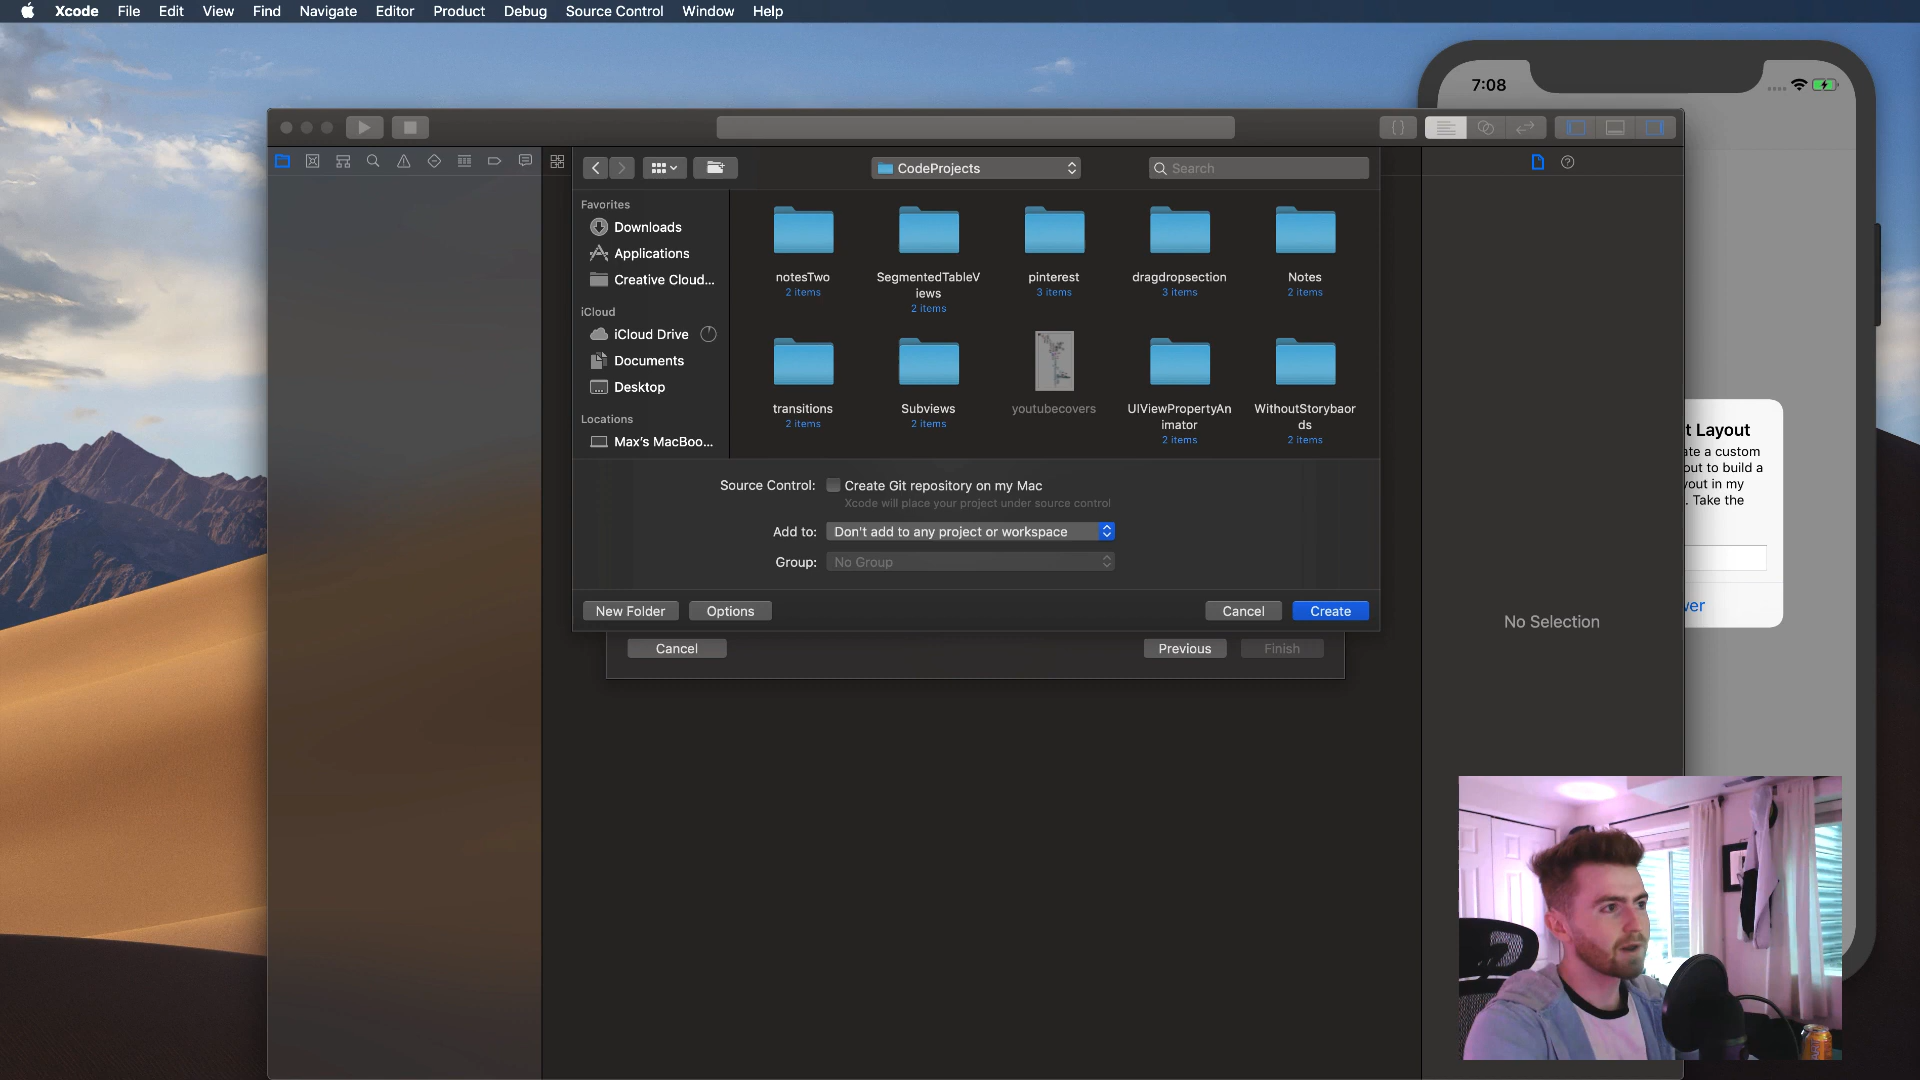 Xcode File Edit View Find Navigate Editor Product Debug Source Control Window Help
7:08
CodeProjects
Search
Favorites
Downloads
Applications
Creative Cloud...
iCloud
iCloud Drive
Documents
Desktop
Locations
Max's MacBoo...
notesTwo
2 items
SegmentedTableV
iews
2 items
pinterest
3 items
dragdropsection
3 items
Notes
2 items
transitions
2 items
Subviews
2 items
youtubecovers
UIViewPropertyAn
imator
2 items
WithoutStorybaor
ds
2 items
Source Control: Create Git repository on my Mac
Xcode will place your project under source control
Add to: Don't add to any project or workspace
Group: No Group
New Folder Options Cancel Create
Cancel Previous Finish
No Selection
t Layout
ate a custom
out to build a
yout in my
. Take the
wer